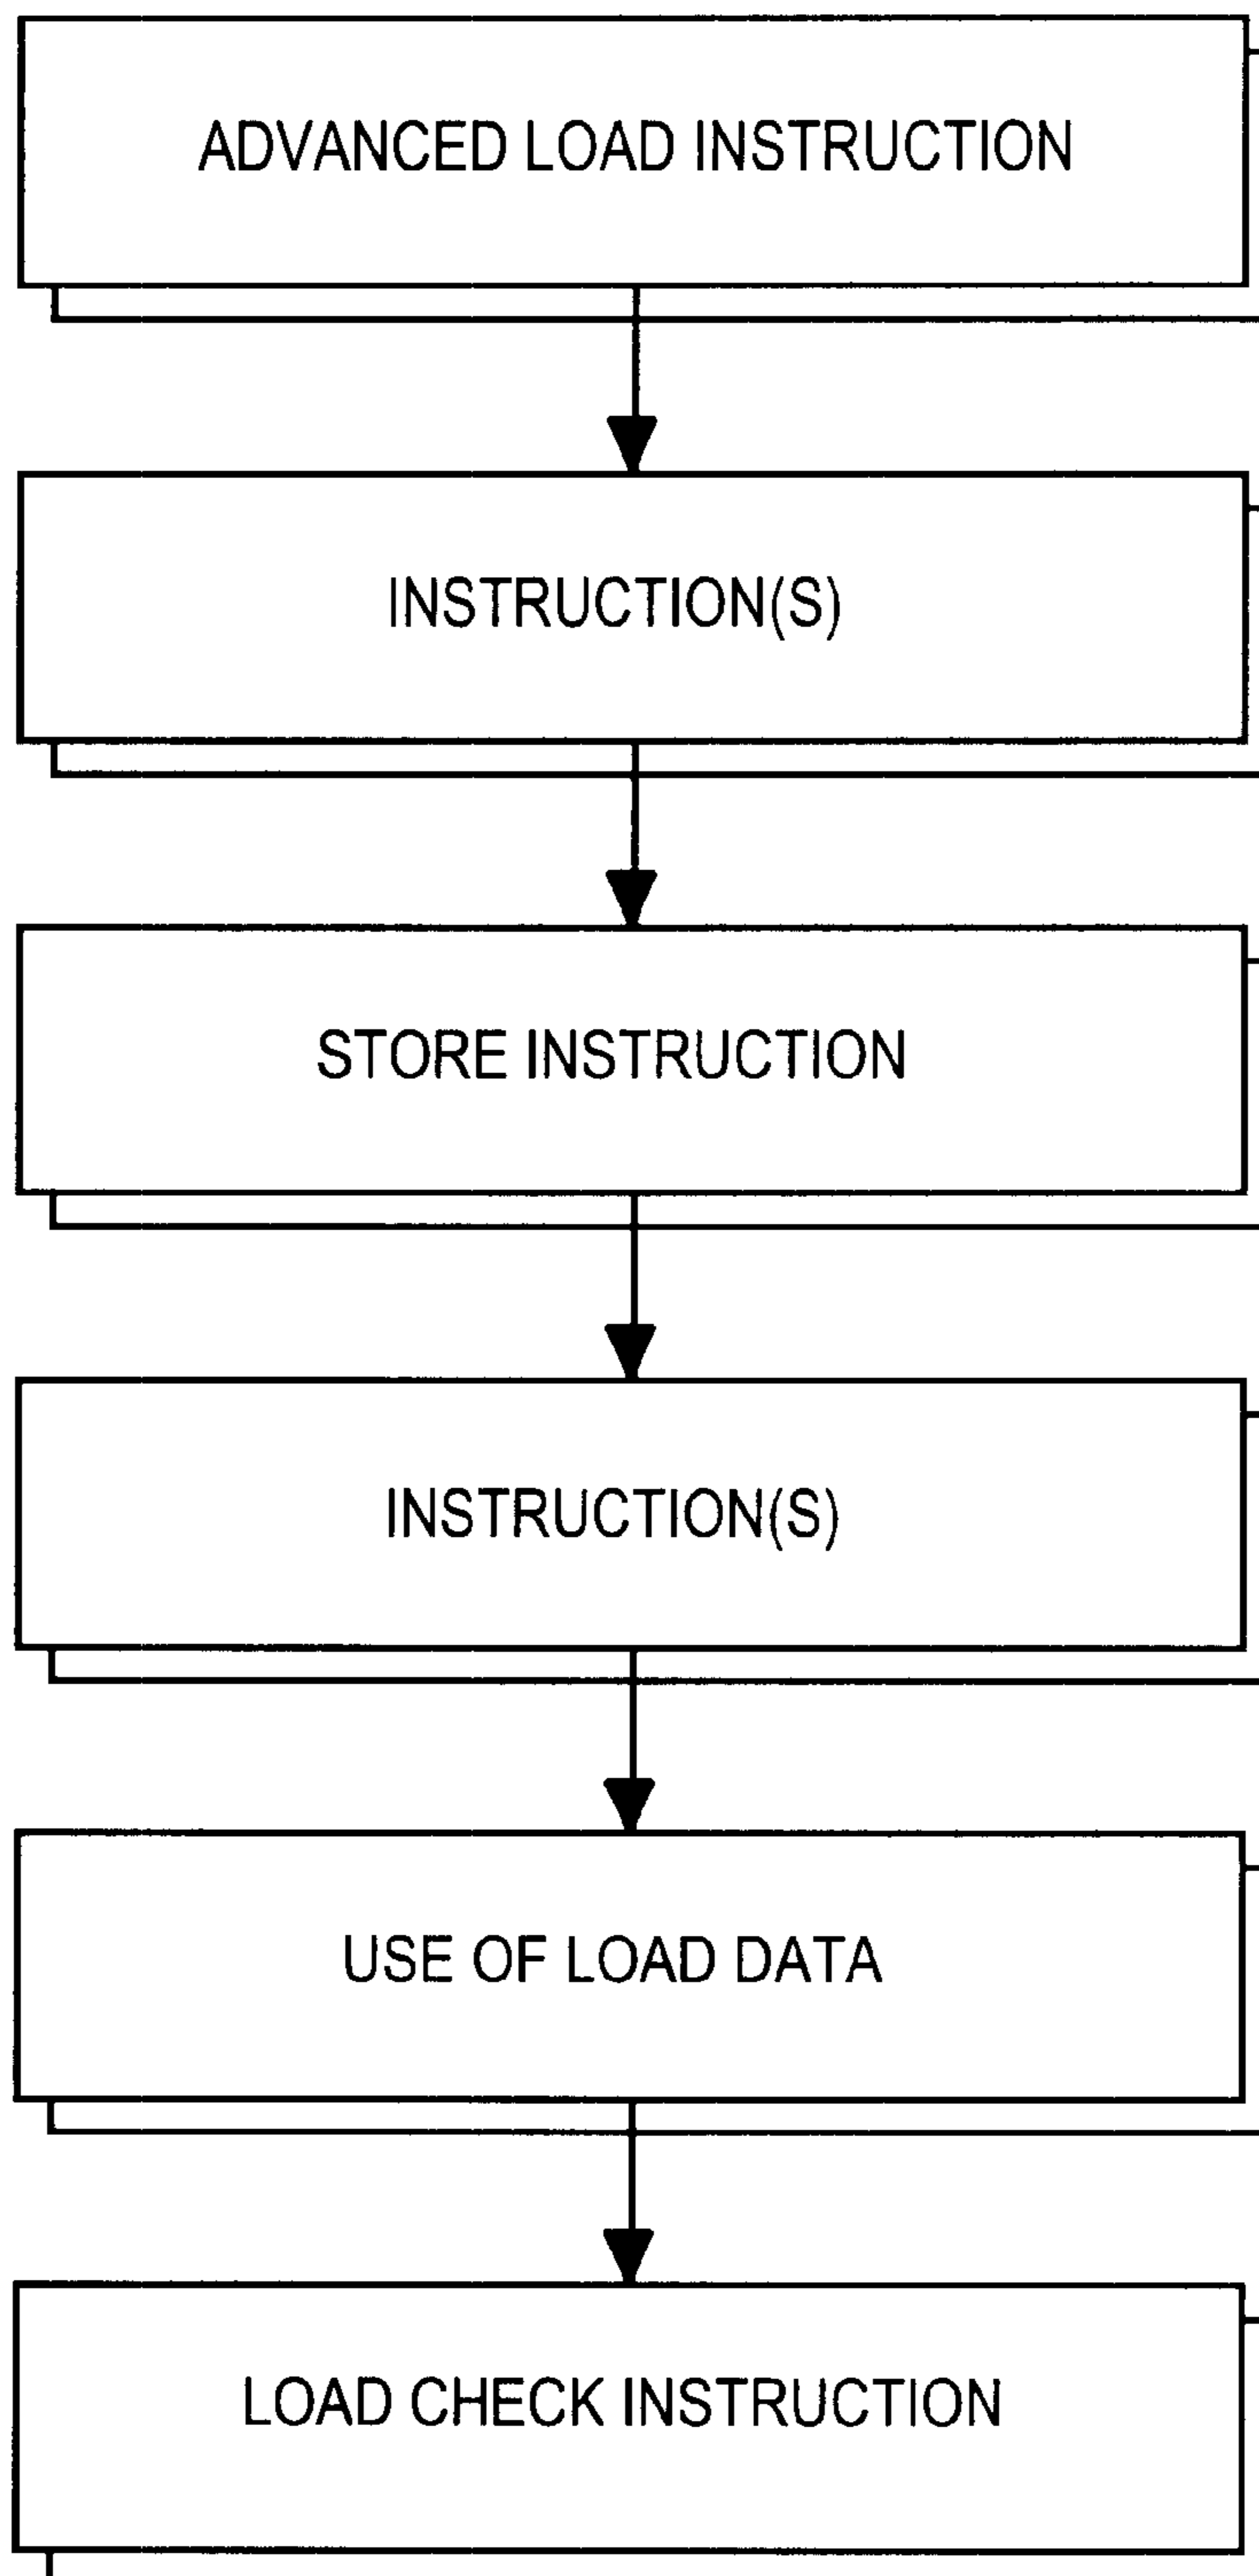 ADVANCED LOAD INSTRUCTION
INSTRUCTION(S)
STORE INSTRUCTION
INSTRUCTION(S)
USE OF LOAD DATA
LOAD CHECK INSTRUCTION